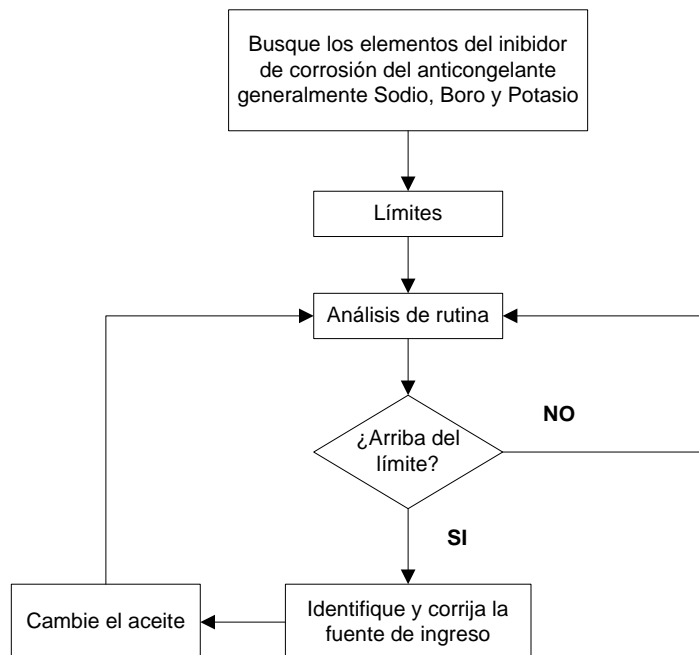 Busque los elementos del inibidor
de corrosión del anticongelante
generalmente Sodio, Boro y Potasio
Límites
Análisis de rutina
¿Arriba del
límite?
NO
SI
Identifique y corrija la
fuente de ingreso
Cambie el aceite